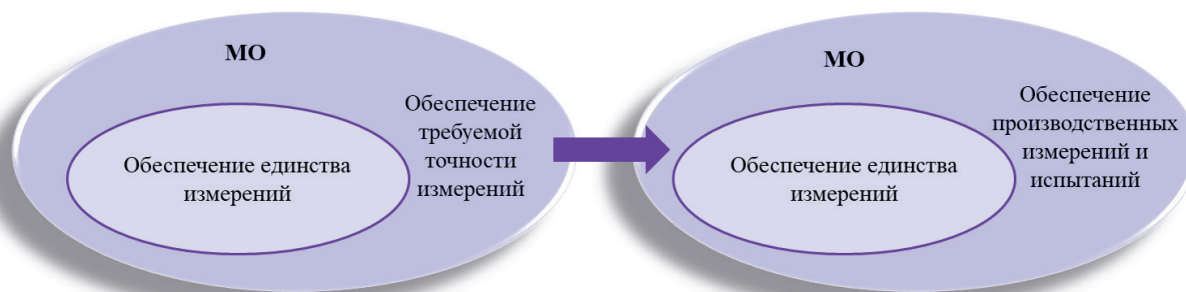 МО
Обеспечение
требуемой
точности
измерений
Обеспечение единства
измерений
МО
Обеспечение
производственных
измерений и
испытаний
Обеспечение единства
измерений